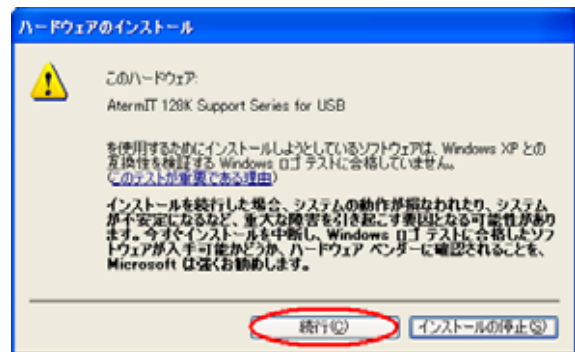 ハードウェアのインストール
このハードウェア:
AtermIT 128K Support Series for USB
を使用するためにインストールしようとしているソフトウェアは、Windows XP との
互換性を検証する Windows ロゴ テストに合格していません。
(このテストが重要である理由)
インストールを続行した場合、システムの動作が損なわれたり、システム
が不安定になるなど、重大な障害を引き起こす要因となる可能性があり
ます。今すぐインストールを中断し、Windows ロゴ テストに合格したソフ
トウェアが入手可能かどうか、ハードウェア ベンダーに確認されることを、
Microsoft は強くお勧めします。
続行(C) インストールの停止(S)